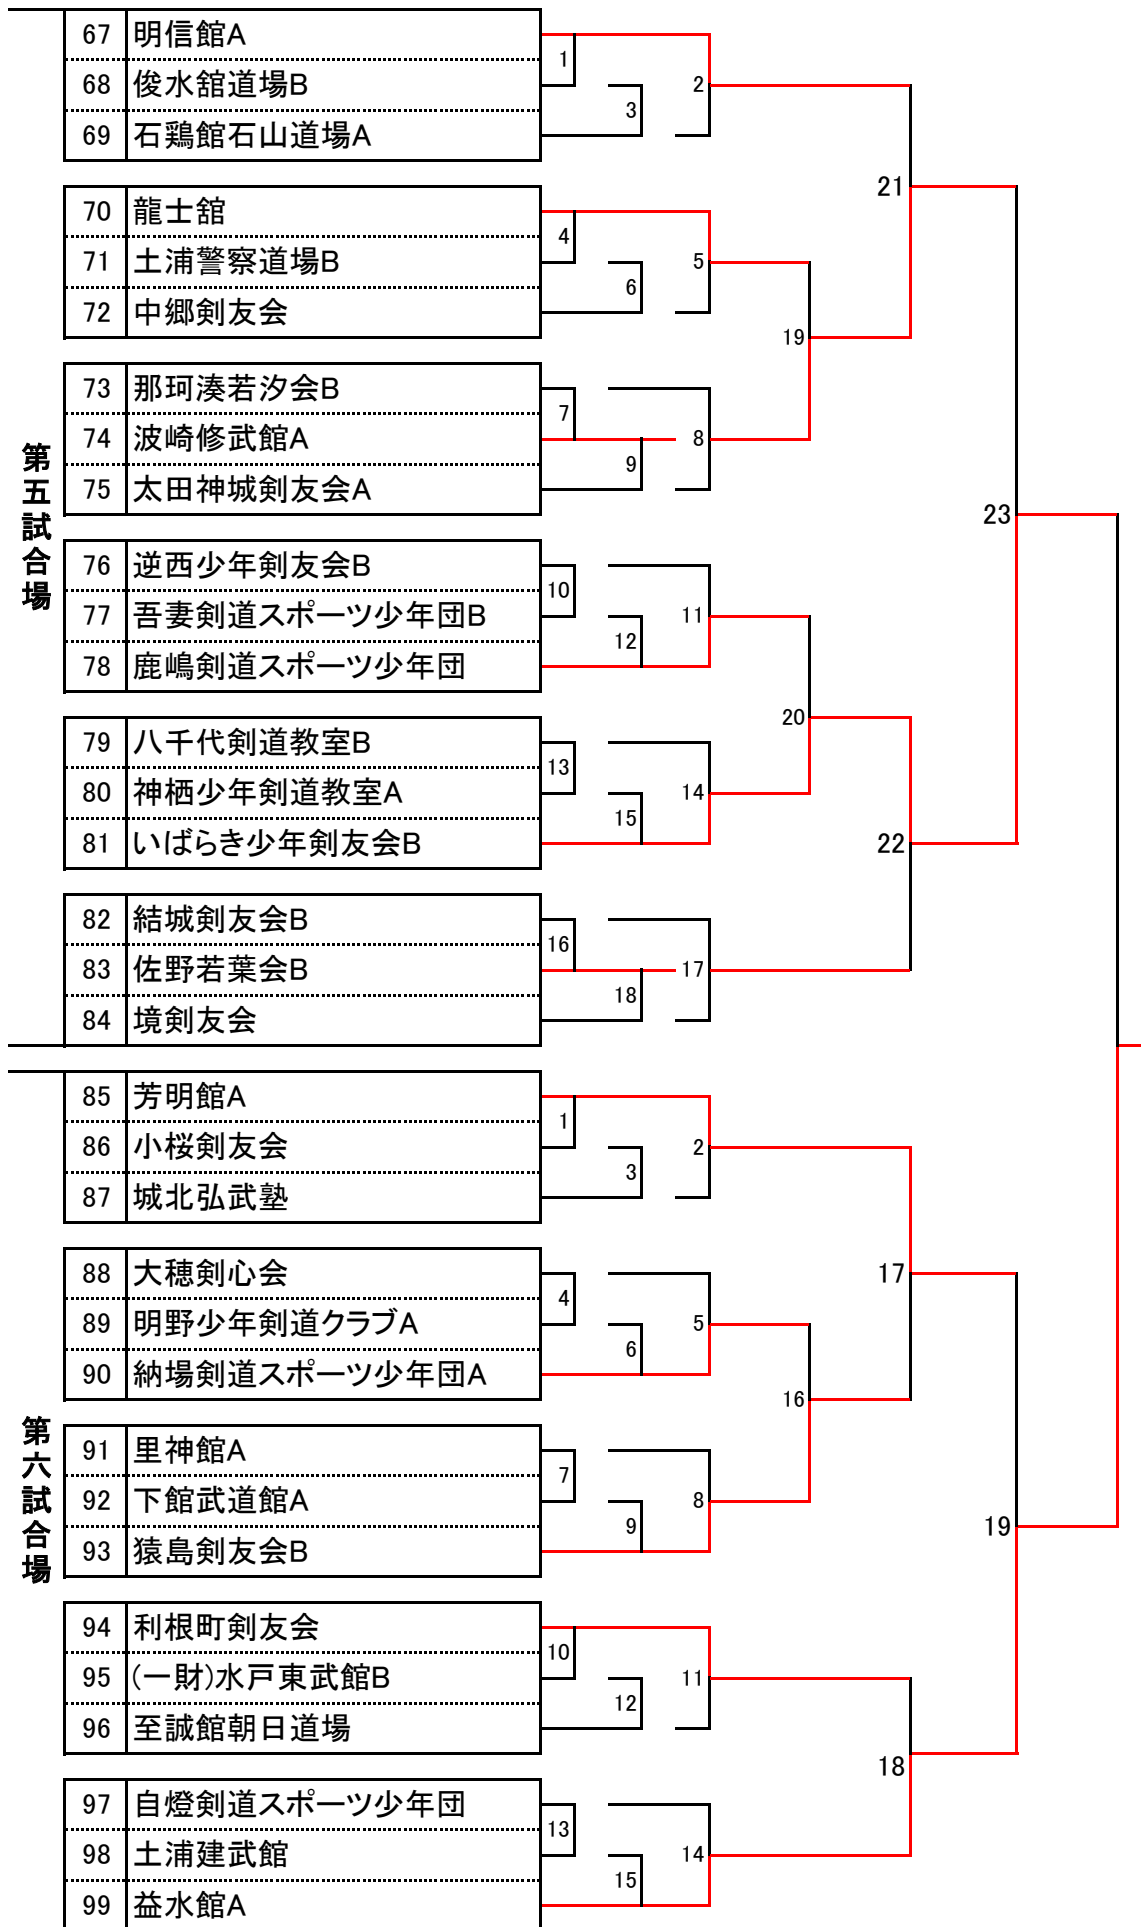 第五試合場
67 明信館A
68 俊水舘道場B
69 石鶏館石山道場A
1
2
3
70 龍士舘
71 土浦警察道場B
72 中郷剣友会
4
5
6
73 那珂湊若汐会B
74 波崎修武館A
75 太田神城剣友会A
7
8
9
76 逆西少年剣友会B
77 吾妻剣道スポーツ少年団B
78 鹿嶋剣道スポーツ少年団
10
11
12
79 八千代剣道教室B
80 神栖少年剣道教室A
81 いばらき少年剣友会B
13
14
15
82 結城剣友会B
83 佐野若葉会B
84 境剣友会
16
17
18
19
20
21
22
23
第六試合場
85 芳明館A
86 小桜剣友会
87 城北弘武塾
1
2
3
88 大穂剣心会
89 明野少年剣道クラブA
90 納場剣道スポーツ少年団A
4
5
6
91 里神館A
92 下館武道館A
93 猿島剣友会B
7
8
9
94 利根町剣友会
95 (一財)水戸東武館B
96 至誠館朝日道場
10
11
12
97 自燈剣道スポーツ少年団
98 土浦建武館
99 益水館A
13
14
15
16
17
18
19